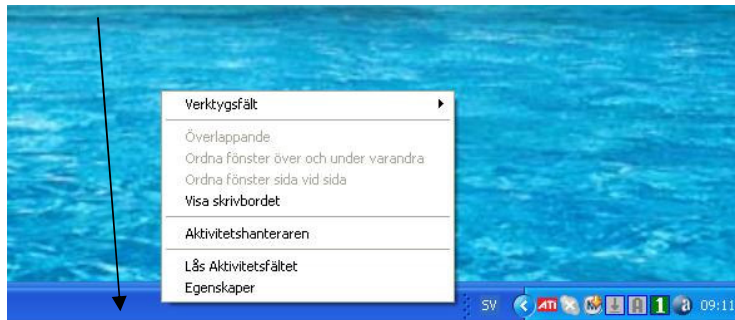 Verktygsfält
Överlappande
Ordna fönster över och under varandra
Ordna fönster sida vid sida
Visa skrivbordet
Aktivitetshanteraren
Lås Aktivitetsfältet
Egenskaper
SV ATI 1 a 09:11